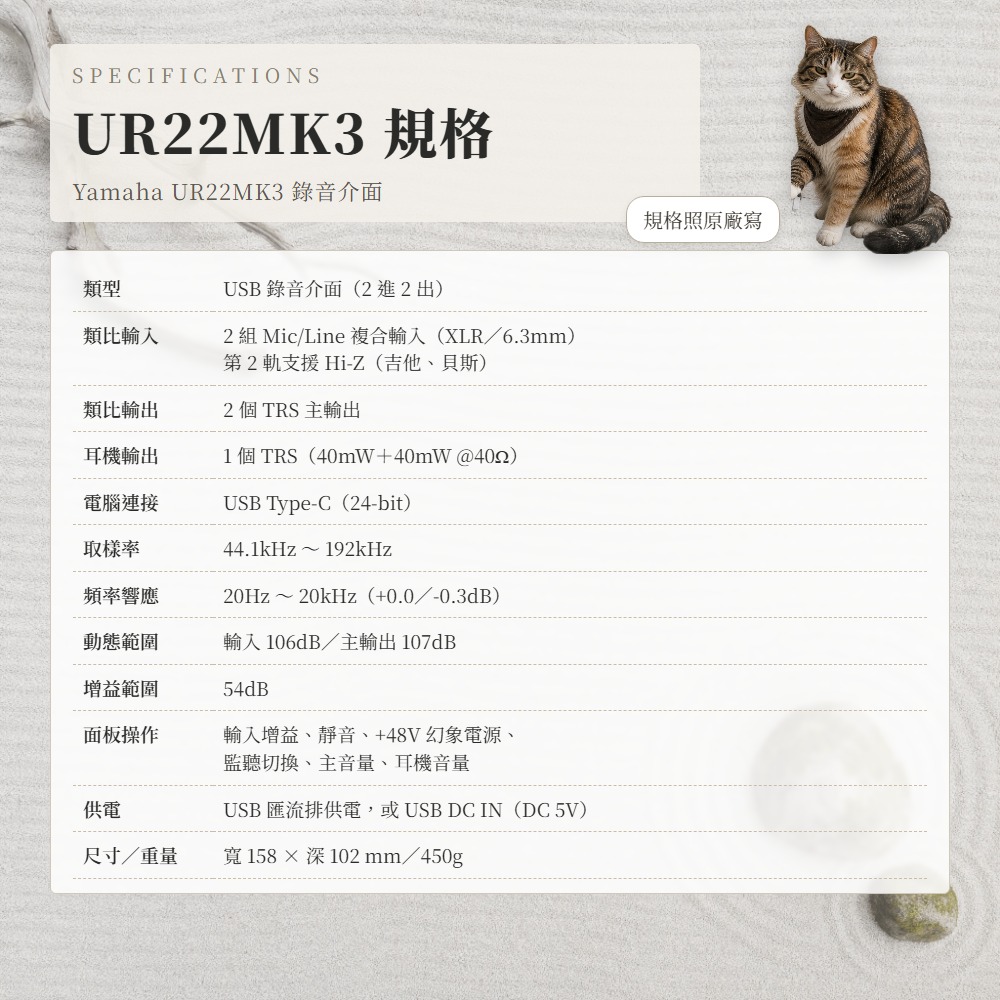 SPECIFICATIONS
UR22MK3 規格
Yamaha UR22MK3 錄音介面
規格照原廠寫
類型 USB 錄音介面（2 進 2 出）
類比輸入 2 組 Mic/Line 複合輸入（XLR／6.3mm）
第 2 軌支援 Hi-Z（吉他、貝斯）
類比輸出 2 個 TRS 主輸出
耳機輸出 1 個 TRS（40mW＋40mW @40Ω）
電腦連接 USB Type-C（24-bit）
取樣率 44.1kHz ～ 192kHz
頻率響應 20Hz ～ 20kHz（+0.0／-0.3dB）
動態範圍 輸入 106dB／主輸出 107dB
增益範圍 54dB
面板操作 輸入增益、靜音、+48V 幻象電源、
監聽切換、主音量、耳機音量
供電 USB 匯流排供電，或 USB DC IN（DC 5V）
尺寸／重量 寬 158 × 深 102 mm／450g